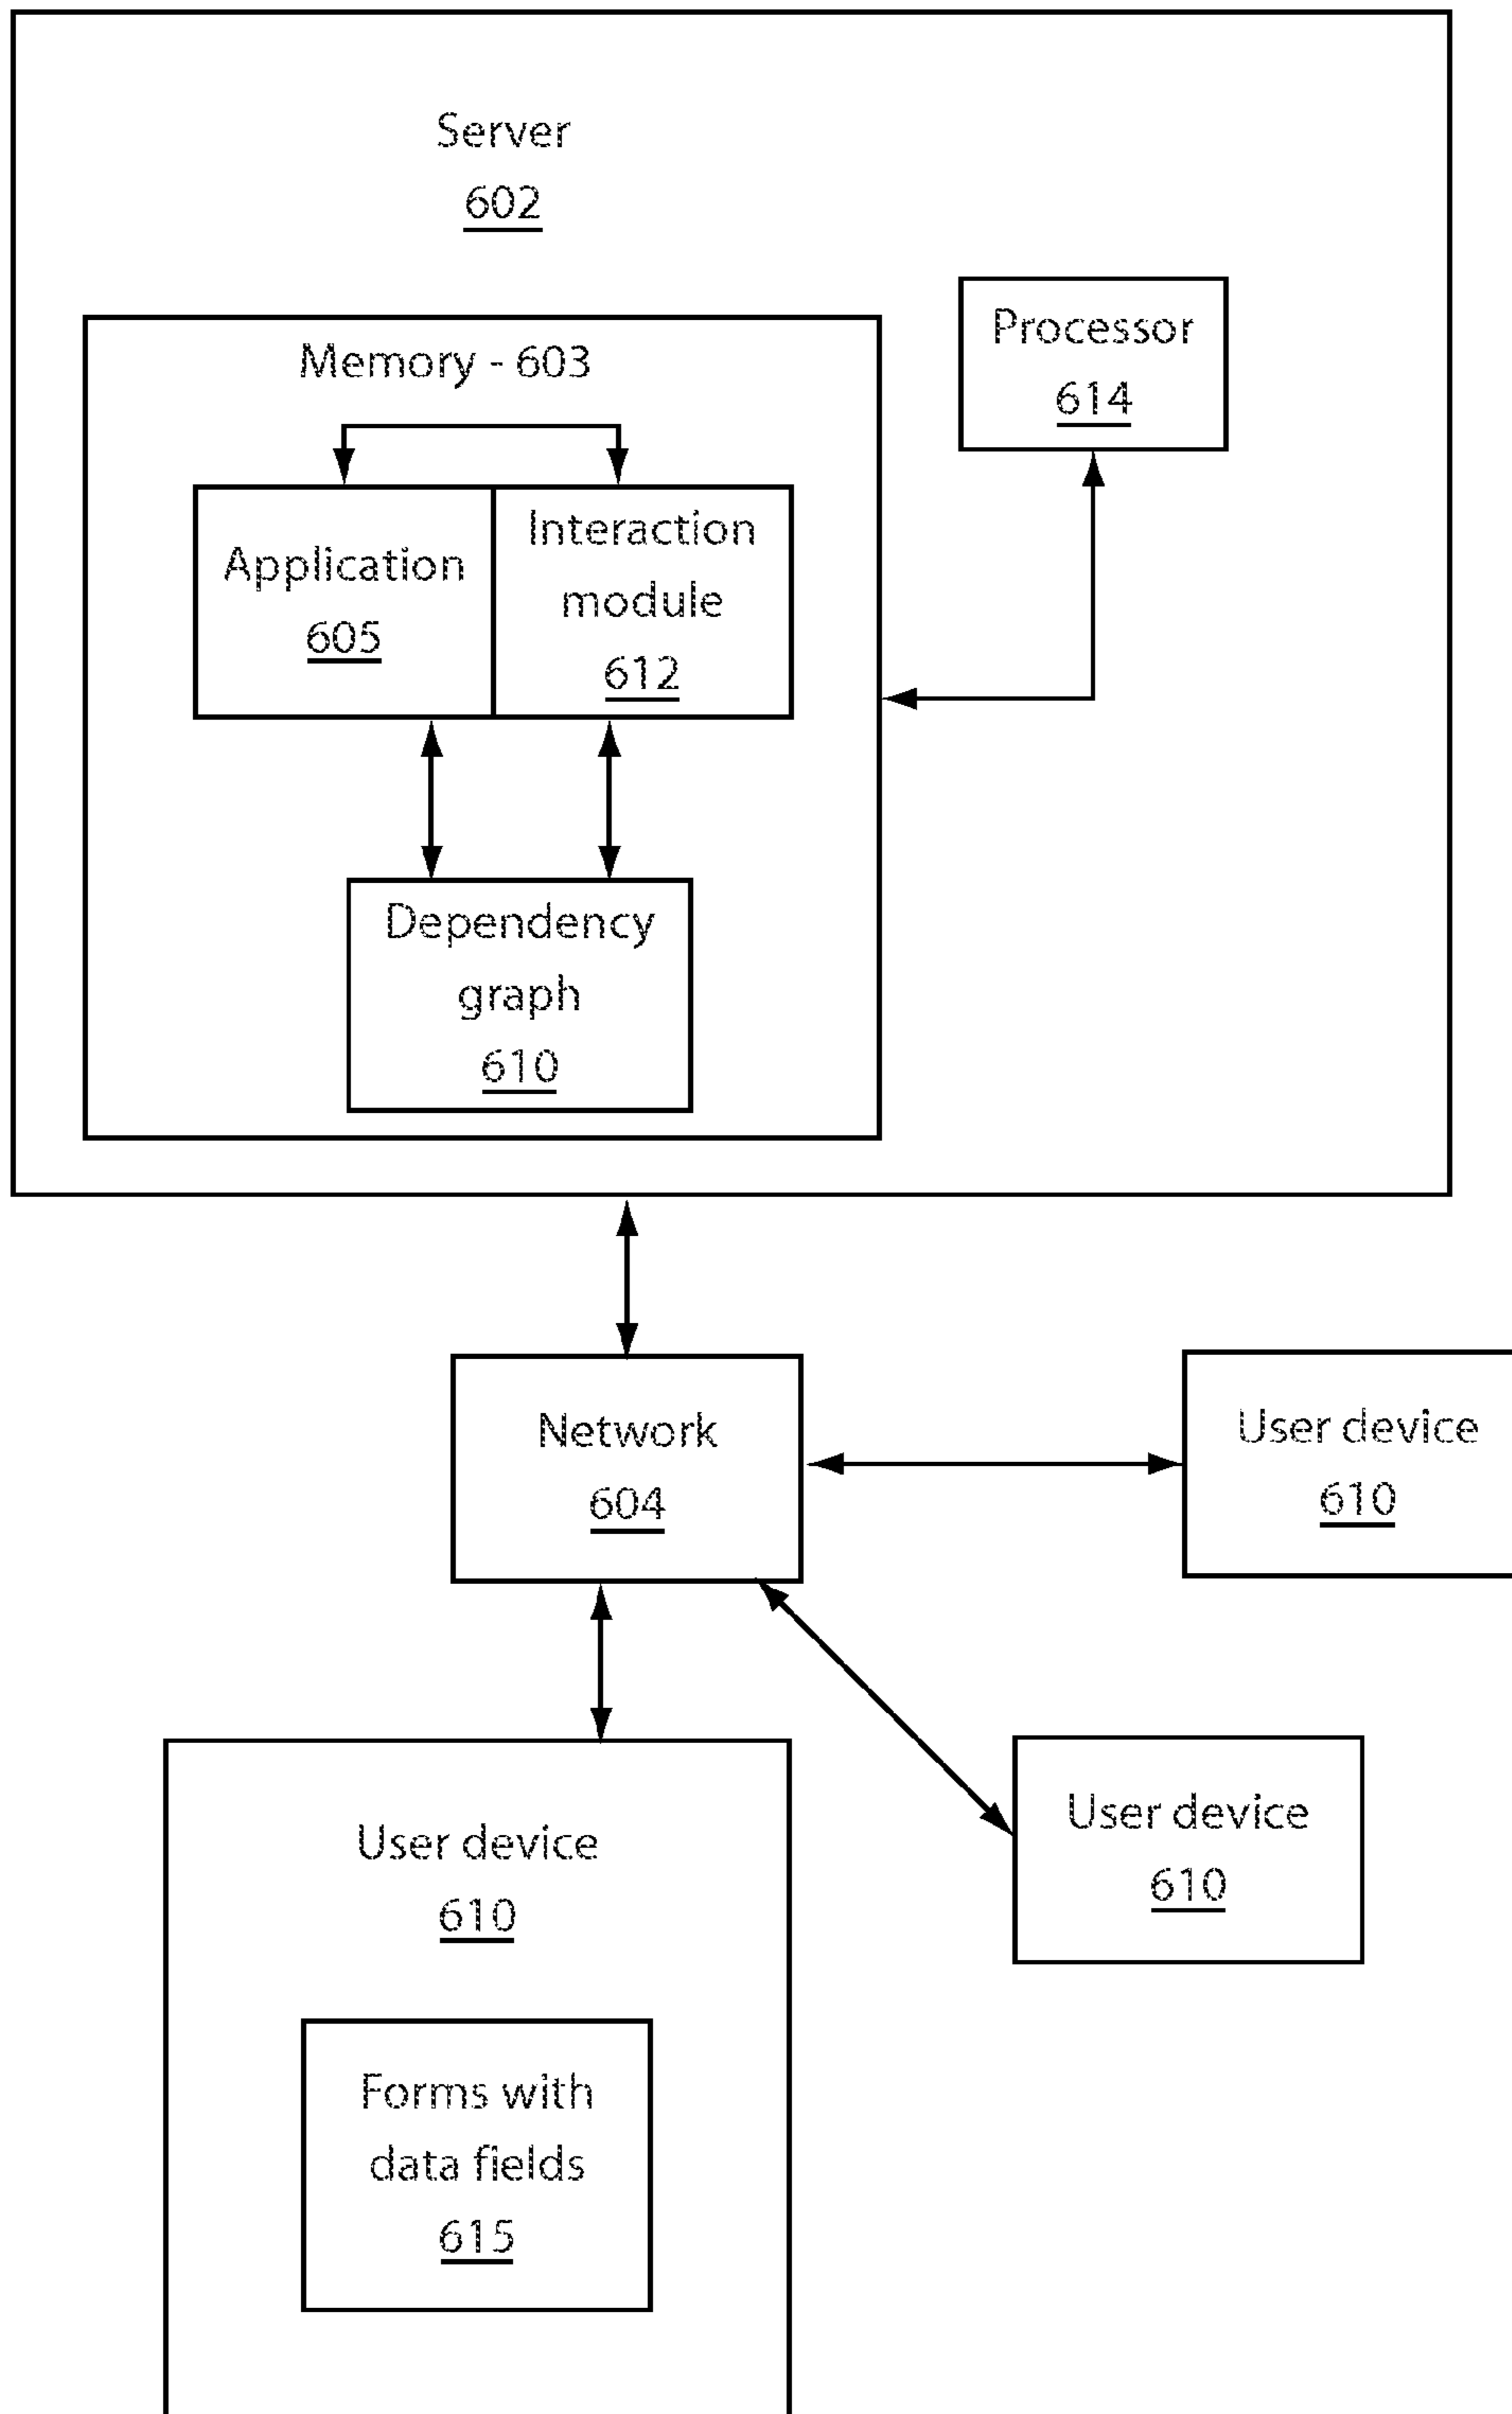 Server
602
Processor
614
Memory - 603
Application
605
Interaction
module
612
Dependency
graph
610
Network
604
User device
610
User device
610
User device
610
Forms with
data fields
615